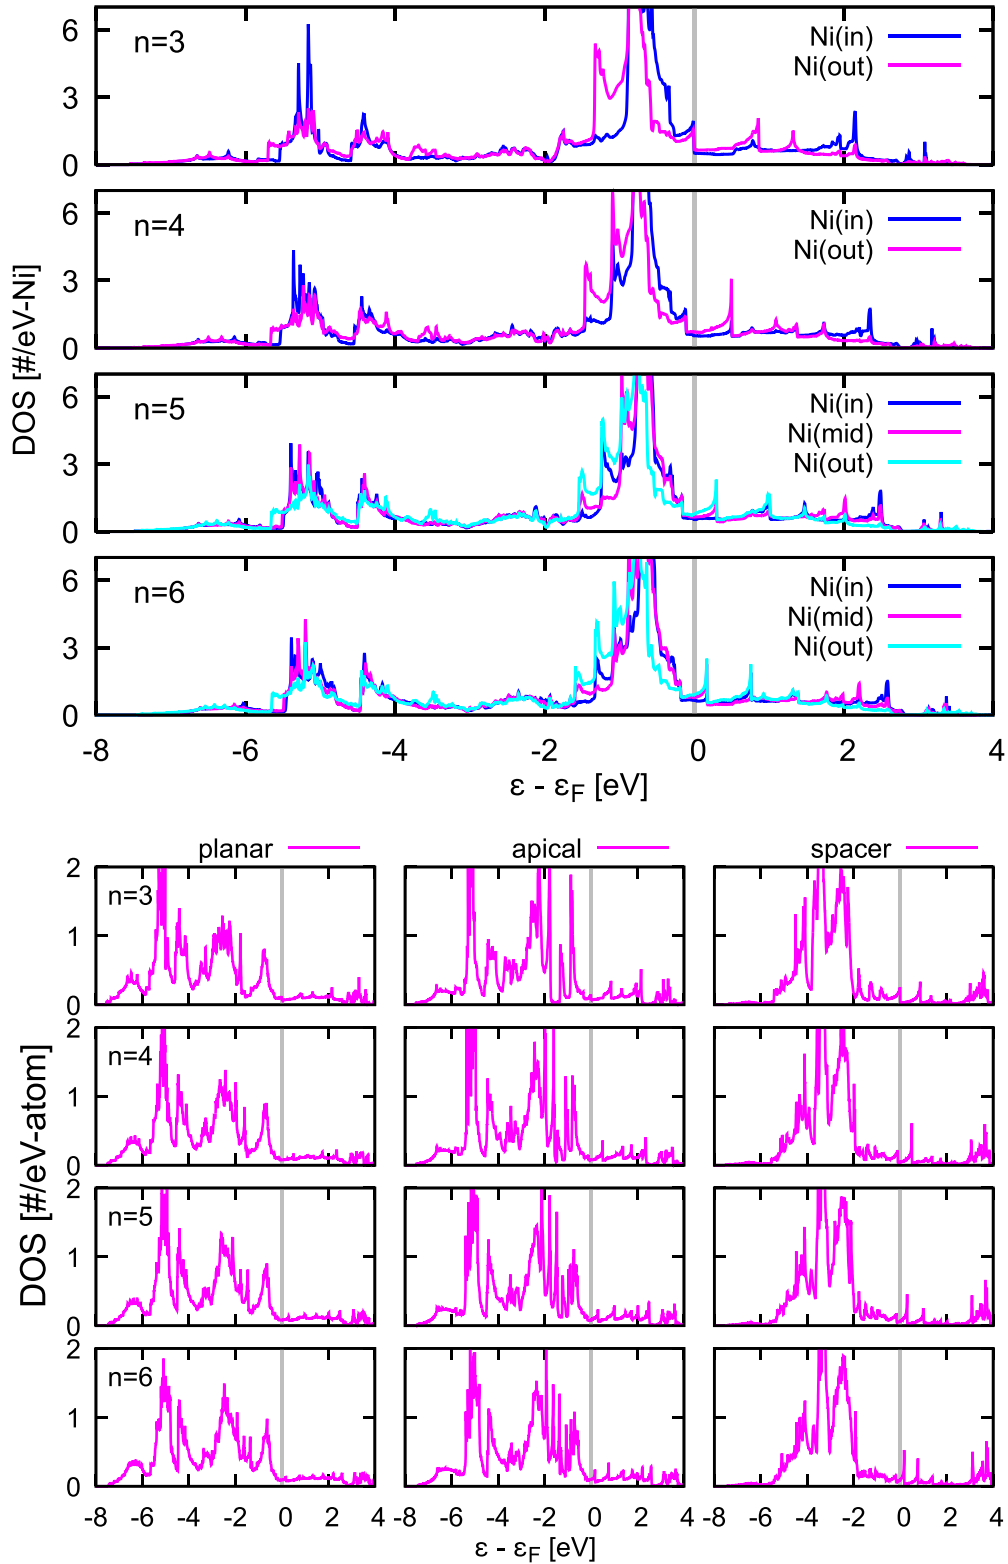 n=3
Ni(in)
Ni(out)
6
3
0
n=4
Ni(in)
Ni(out)
6
3
0
DOS [#/eV-Ni]
n=5
Ni(in)
Ni(mid)
Ni(out)
6
3
0
n=6
Ni(in)
Ni(mid)
Ni(out)
6
3
0
-8 -6 -4 -2 0 2 4
ε - εF [eV]
planar apical spacer
2
n=3
1
0
2
n=4
1
0
DOS [#/eV-atom]
2
n=5
1
0
2
n=6
1
0
-8 -6 -4 -2 0 2 4 -8 -6 -4 -2 0 2 4 -8 -6 -4 -2 0 2 4
ε - εF [eV]